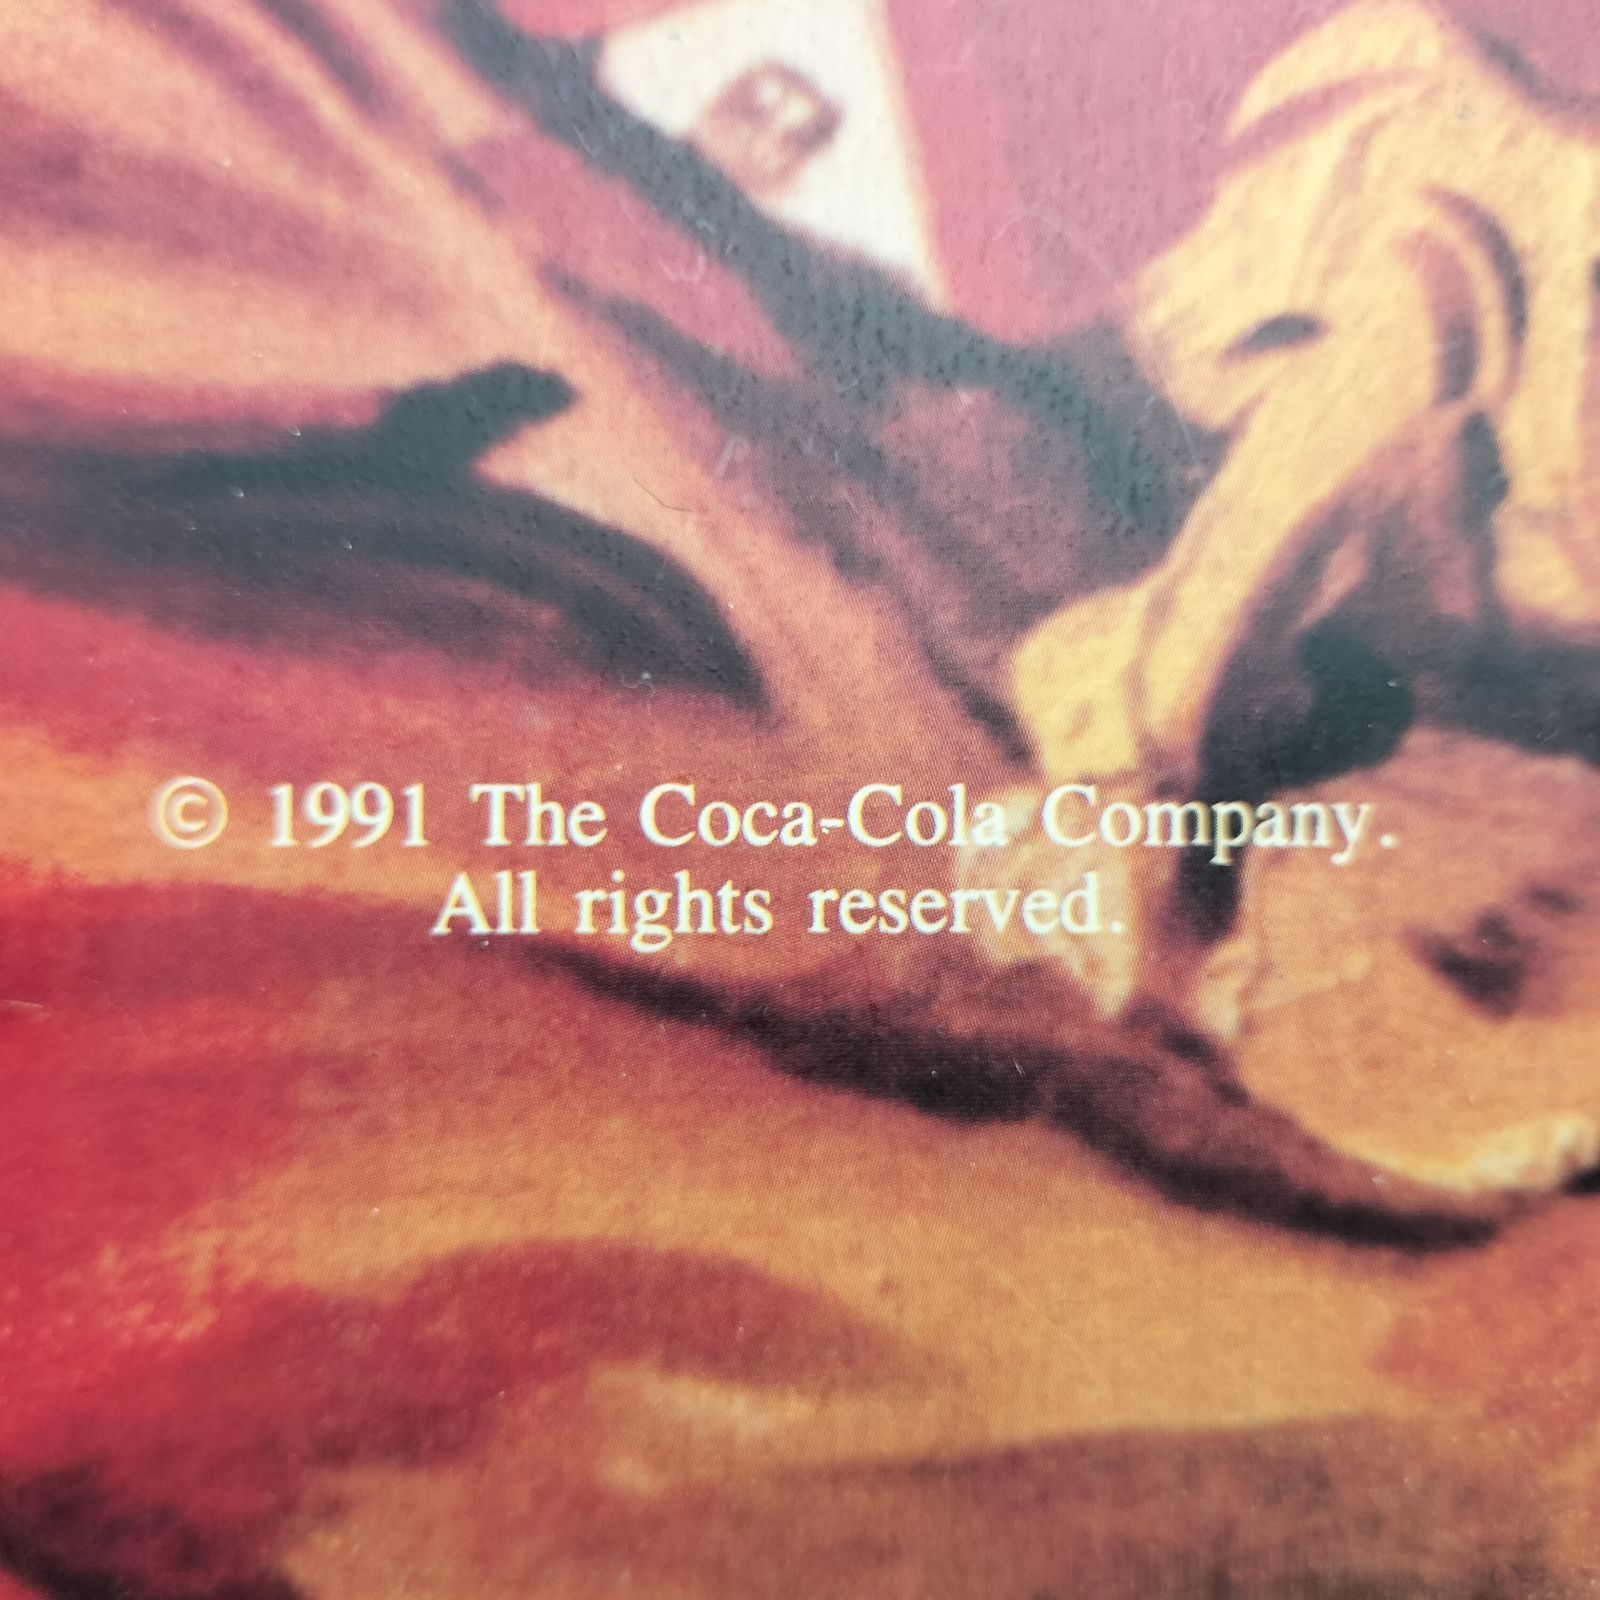 © 1991 The Coca-Cola Company.
All rights reserved.